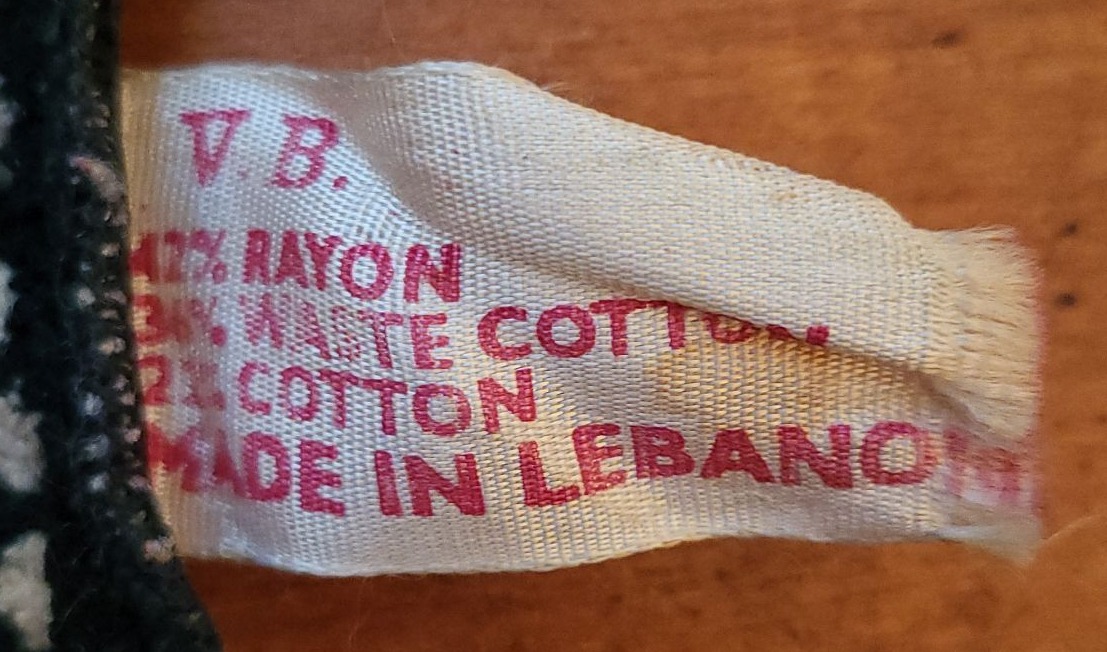 V. B.
% RAYON
% WASTE COTTON
% COTTON
MADE IN LEBANON